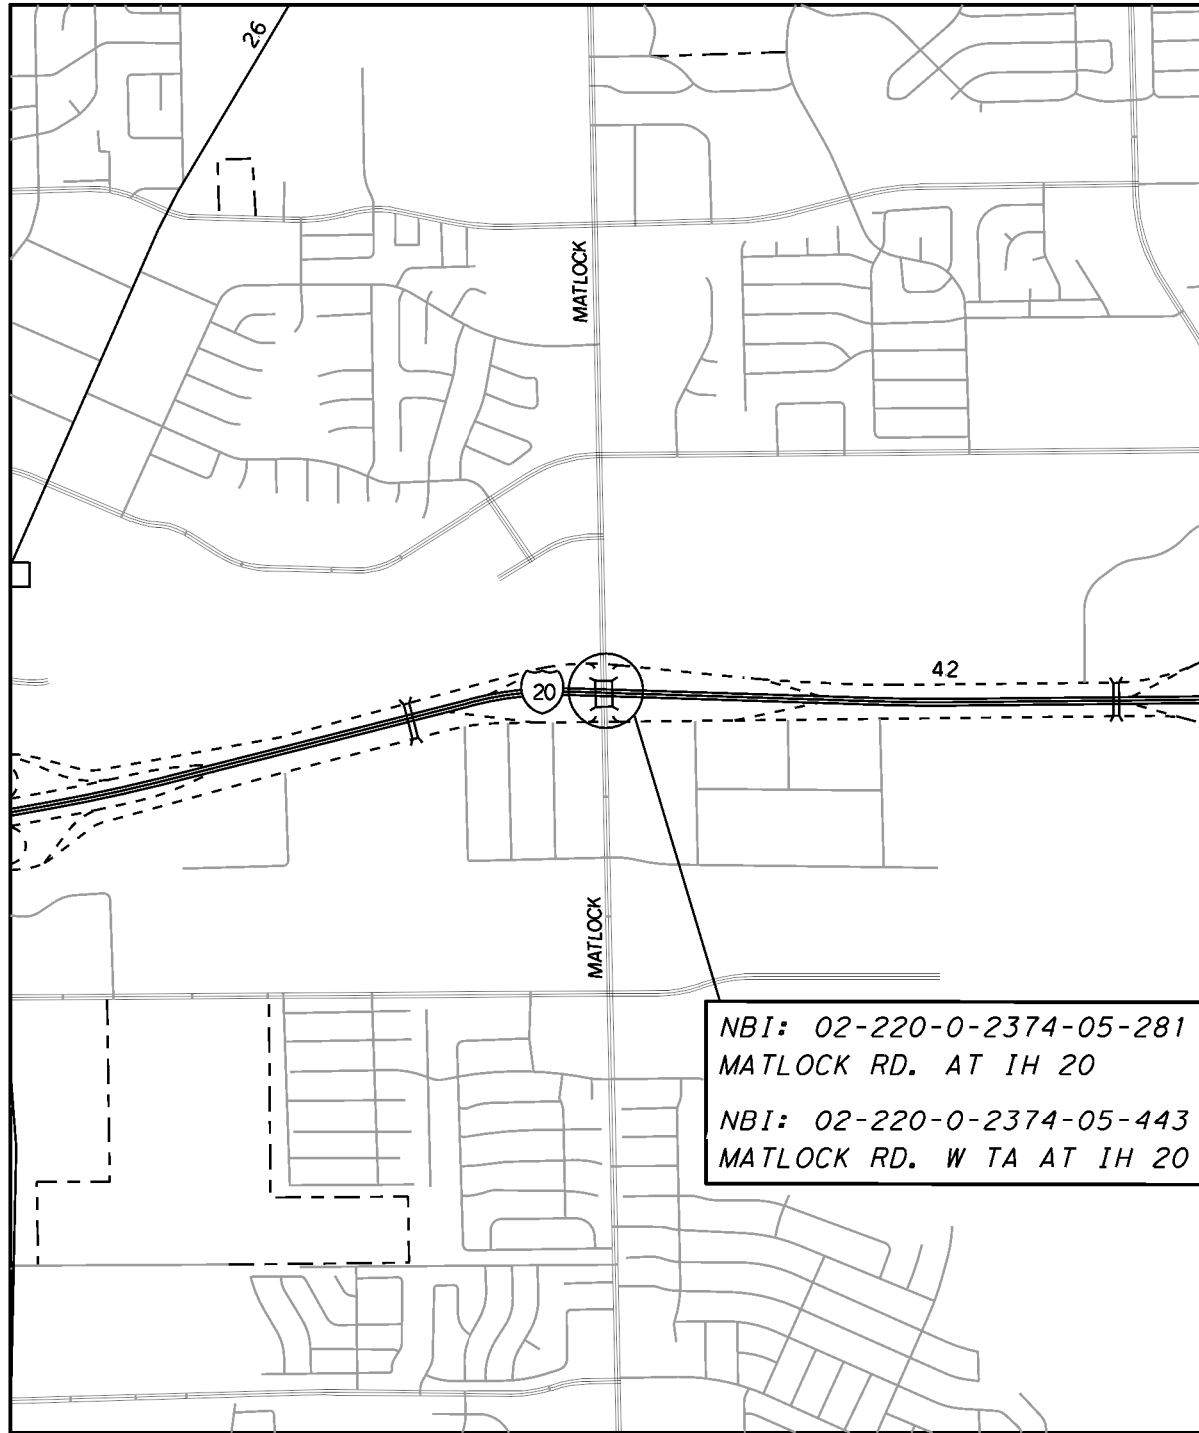 26
MATLOCK
42
20
MATLOCK
NBI: 02-220-0-2374-05-281
MATLOCK RD. AT IH 20
NBI: 02-220-0-2374-05-443
MATLOCK RD. W TA AT IH 20